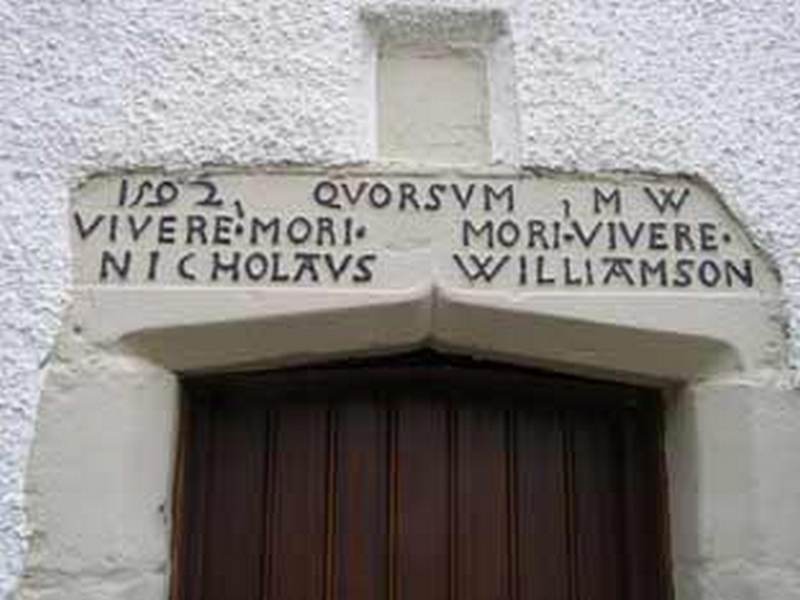 1592, QVORSVM , M W
VIVERE·MORI· MORI·VIVERE·
NICHOLAVS WILLIAMSON